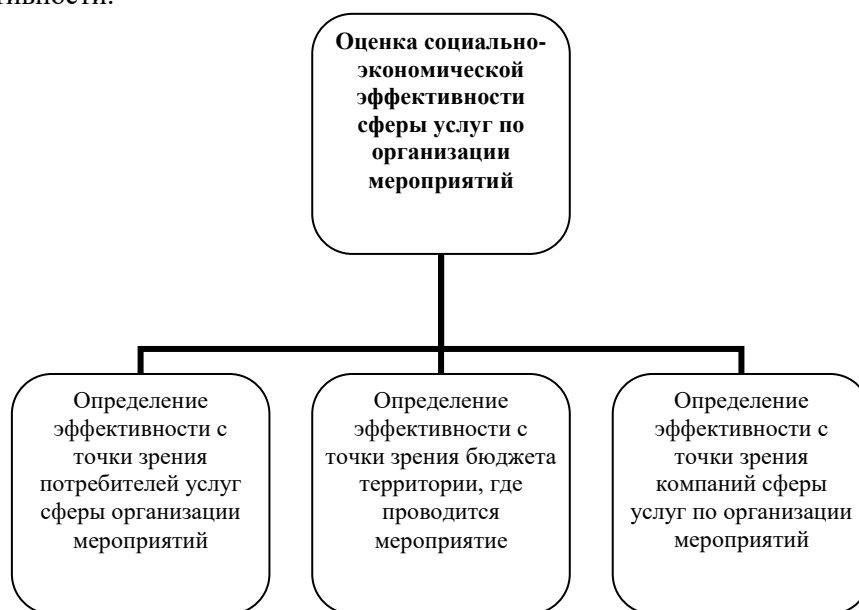 тивности.
Оценка социально-
экономической
эффективности
сферы услуг по
организации
мероприятий
Определение
эффективности с
точки зрения
потребителей услуг
сферы организации
мероприятий
Определение
эффективности с
точки зрения бюджета
территории, где
проводится
мероприятие
Определение
эффективности с
точки зрения
компаний сферы
услуг по организации
мероприятий